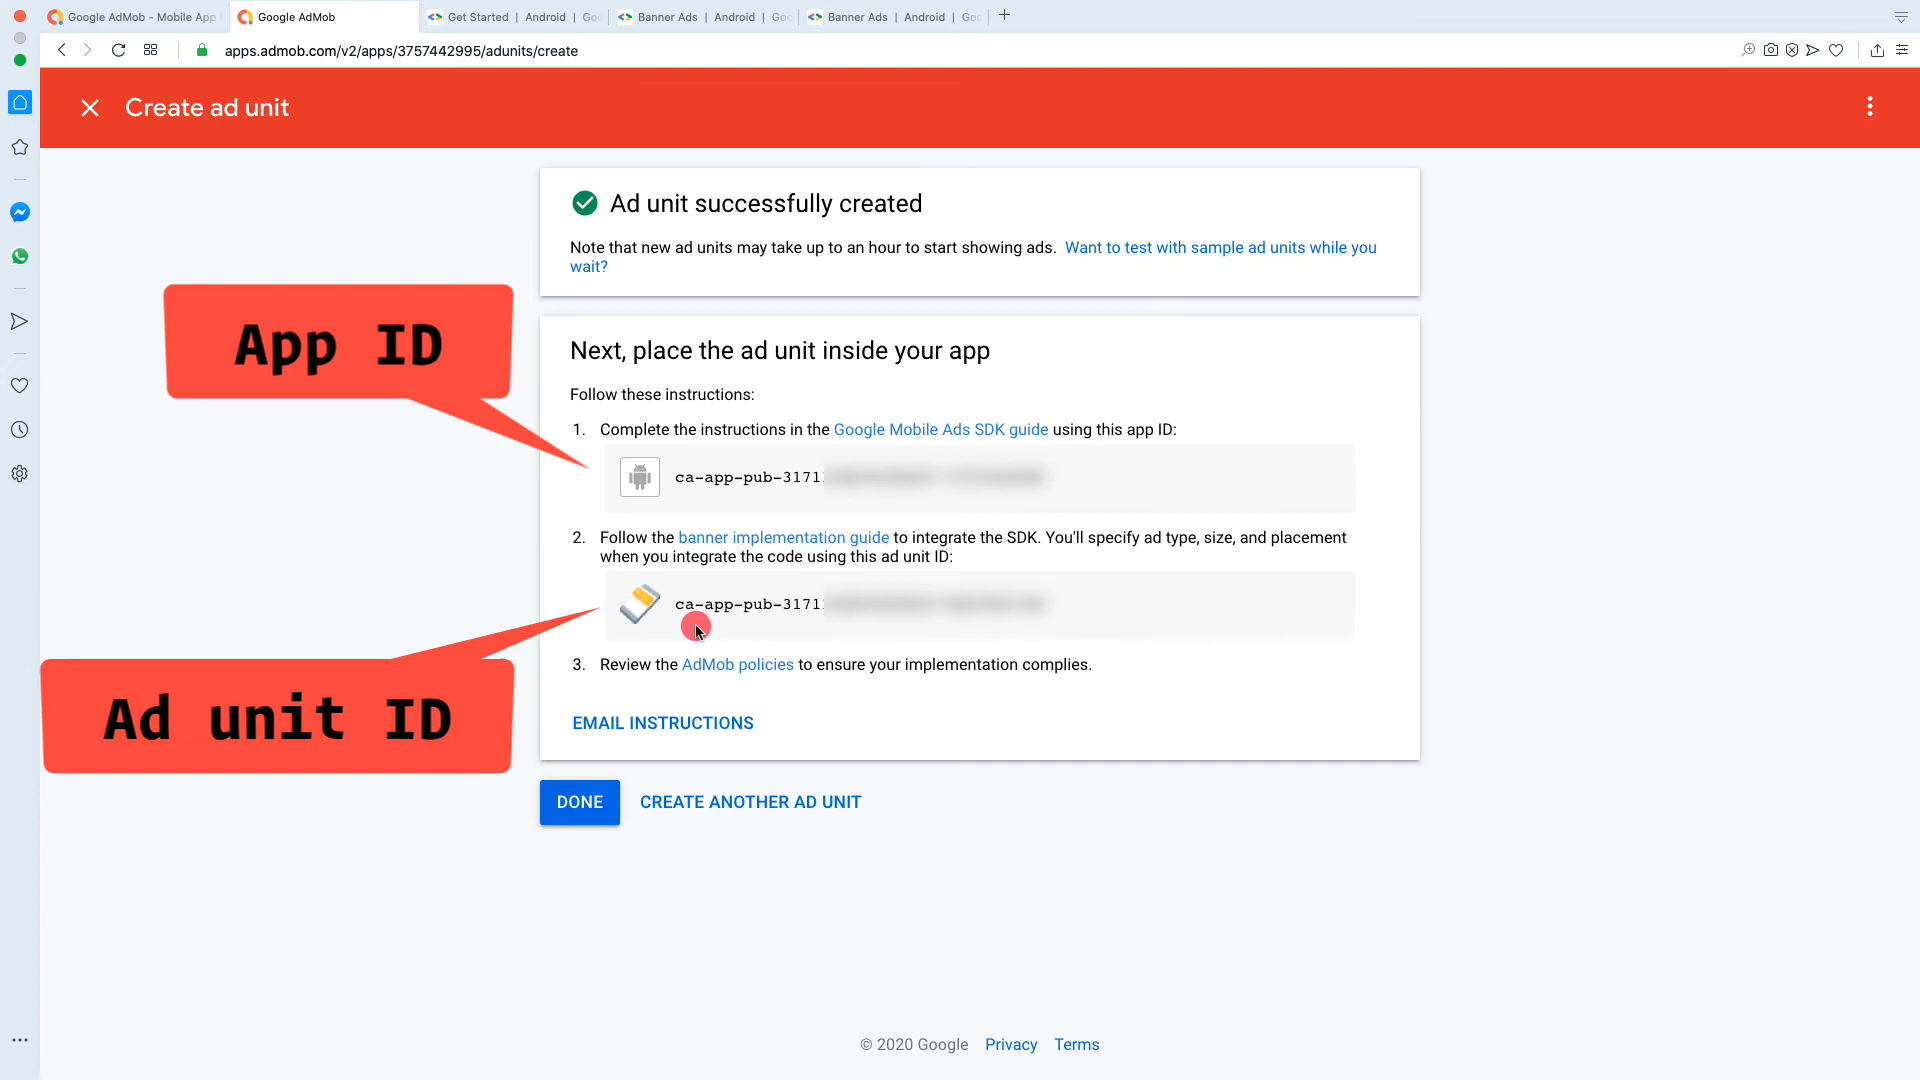 Google AdMob - Mobile App
Google AdMob
Get Started | Android | Go
Banner Ads | Android | Goo
Banner Ads | Android | Goo
apps.admob.com/v2/apps/3757442995/adunits/create
Create ad unit
Ad unit successfully created
Note that new ad units may take up to an hour to start showing ads. Want to test with sample ad units while you
wait?
App ID
Next, place the ad unit inside your app
Follow these instructions:
1. Complete the instructions in the Google Mobile Ads SDK guide using this app ID:
ca-app-pub-3171
2. Follow the banner implementation guide to integrate the SDK. You'll specify ad type, size, and placement
when you integrate the code using this ad unit ID:
ca-app-pub-3171
Ad unit ID
3. Review the AdMob policies to ensure your implementation complies.
EMAIL INSTRUCTIONS
DONE
CREATE ANOTHER AD UNIT
© 2020 Google Privacy Terms